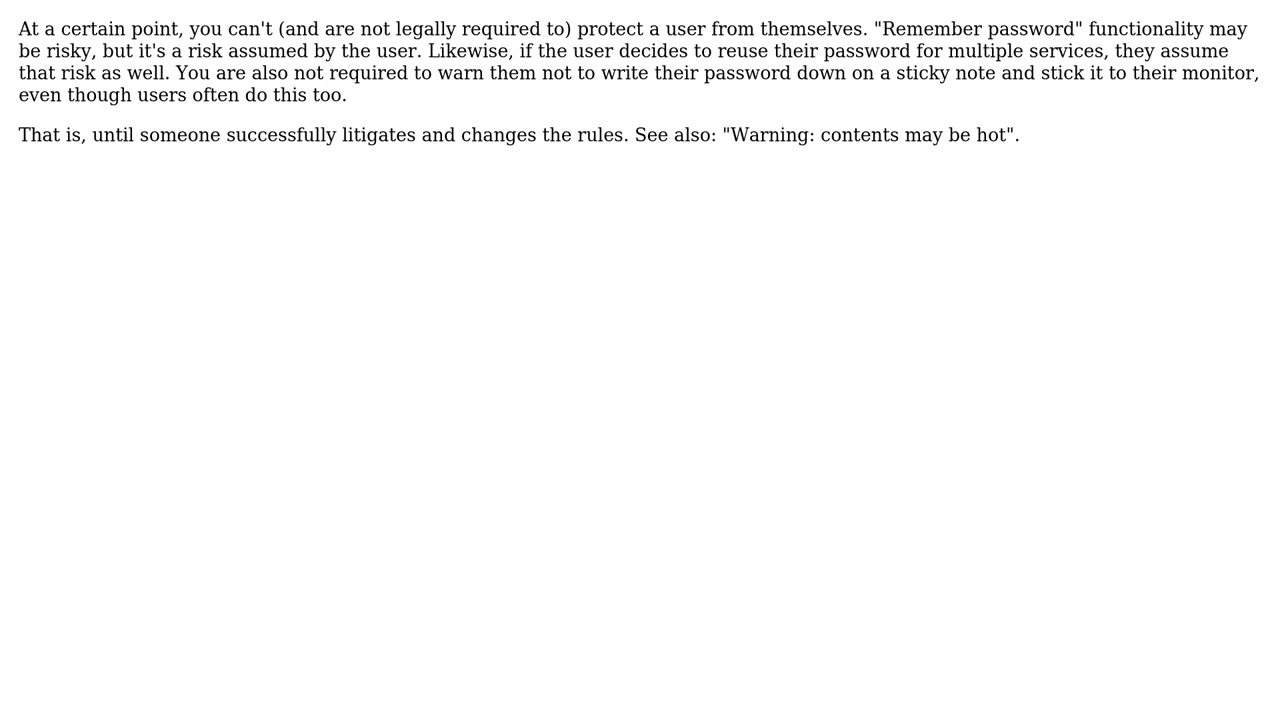 At a certain point, you can't (and are not legally required to) protect a user from themselves. "Remember password" functionality may
be risky, but it's a risk assumed by the user. Likewise, if the user decides to reuse their password for multiple services, they assume
that risk as well. You are also not required to warn them not to write their password down on a sticky note and stick it to their monitor,
even though users often do this too.
That is, until someone successfully litigates and changes the rules. See also: "Warning: contents may be hot".